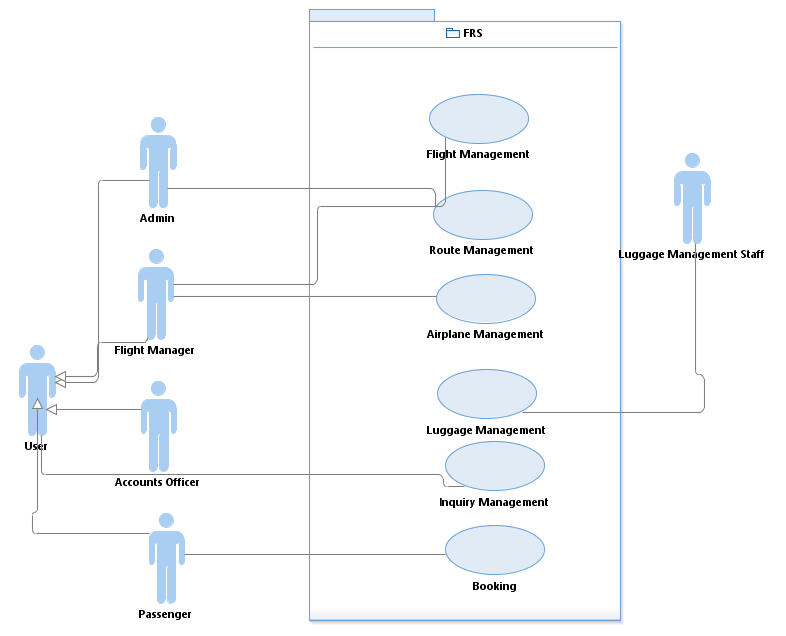 FRS
Flight Management
Admin
Route Management
Luggage Management Staff
Flight Manager
Airplane Management
User
Luggage Management
Accounts Officer
Inquiry Management
Passenger
Booking